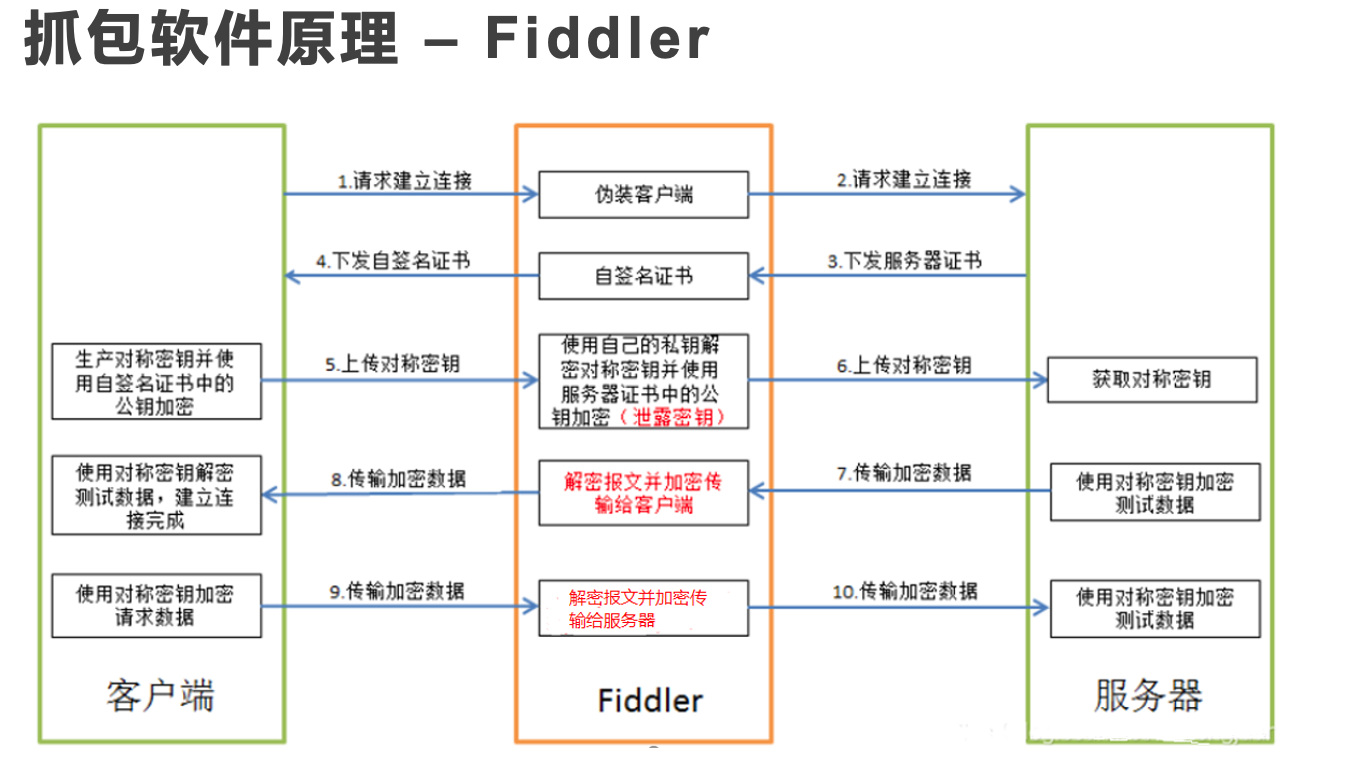 抓包软件原理 – Fiddler
1.请求建立连接
伪装客户端
2.请求建立连接
4.下发自签名证书
自签名证书
3.下发服务器证书
生产对称密钥并使
用自签名证书中的
公钥加密
5.上传对称密钥
使用自己的私钥解
密对称密钥并使用
服务器证书中的公
钥加密（泄露密钥）
6.上传对称密钥
获取对称密钥
使用对称密钥解密
测试数据，建立连
接完成
8.传输加密数据
解密报文并加密传
输给客户端
7.传输加密数据
使用对称密钥加密
测试数据
使用对称密钥加密
请求数据
9.传输加密数据
解密报文并加密传
输给服务器
10.传输加密数据
使用对称密钥加密
测试数据
客户端
Fiddler
服务器